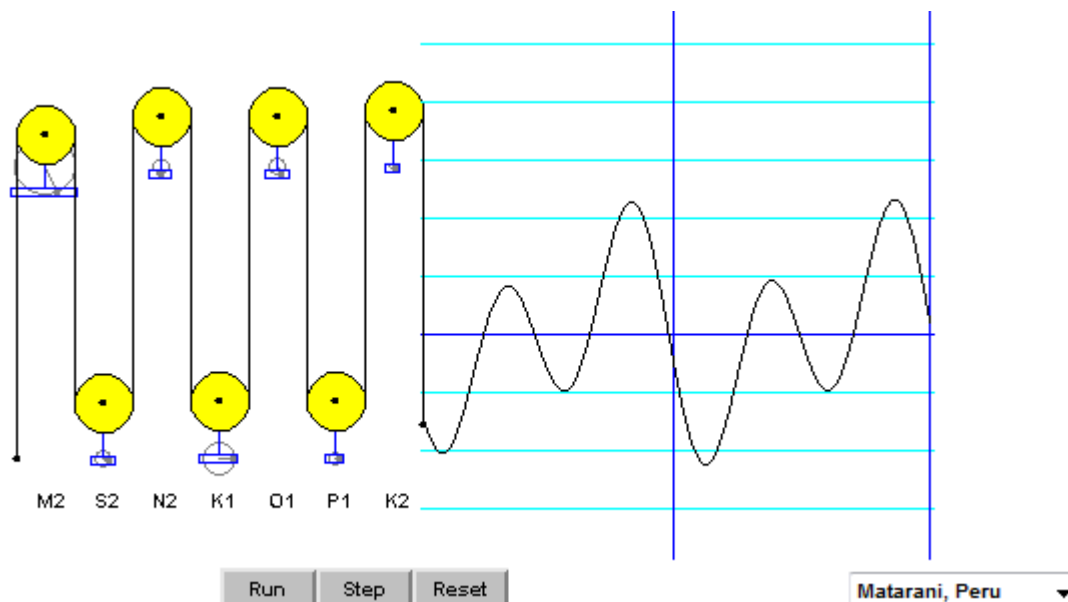 M2 S2 N2 K1 O1 P1 K2
Run Step Reset Matarani, Peru